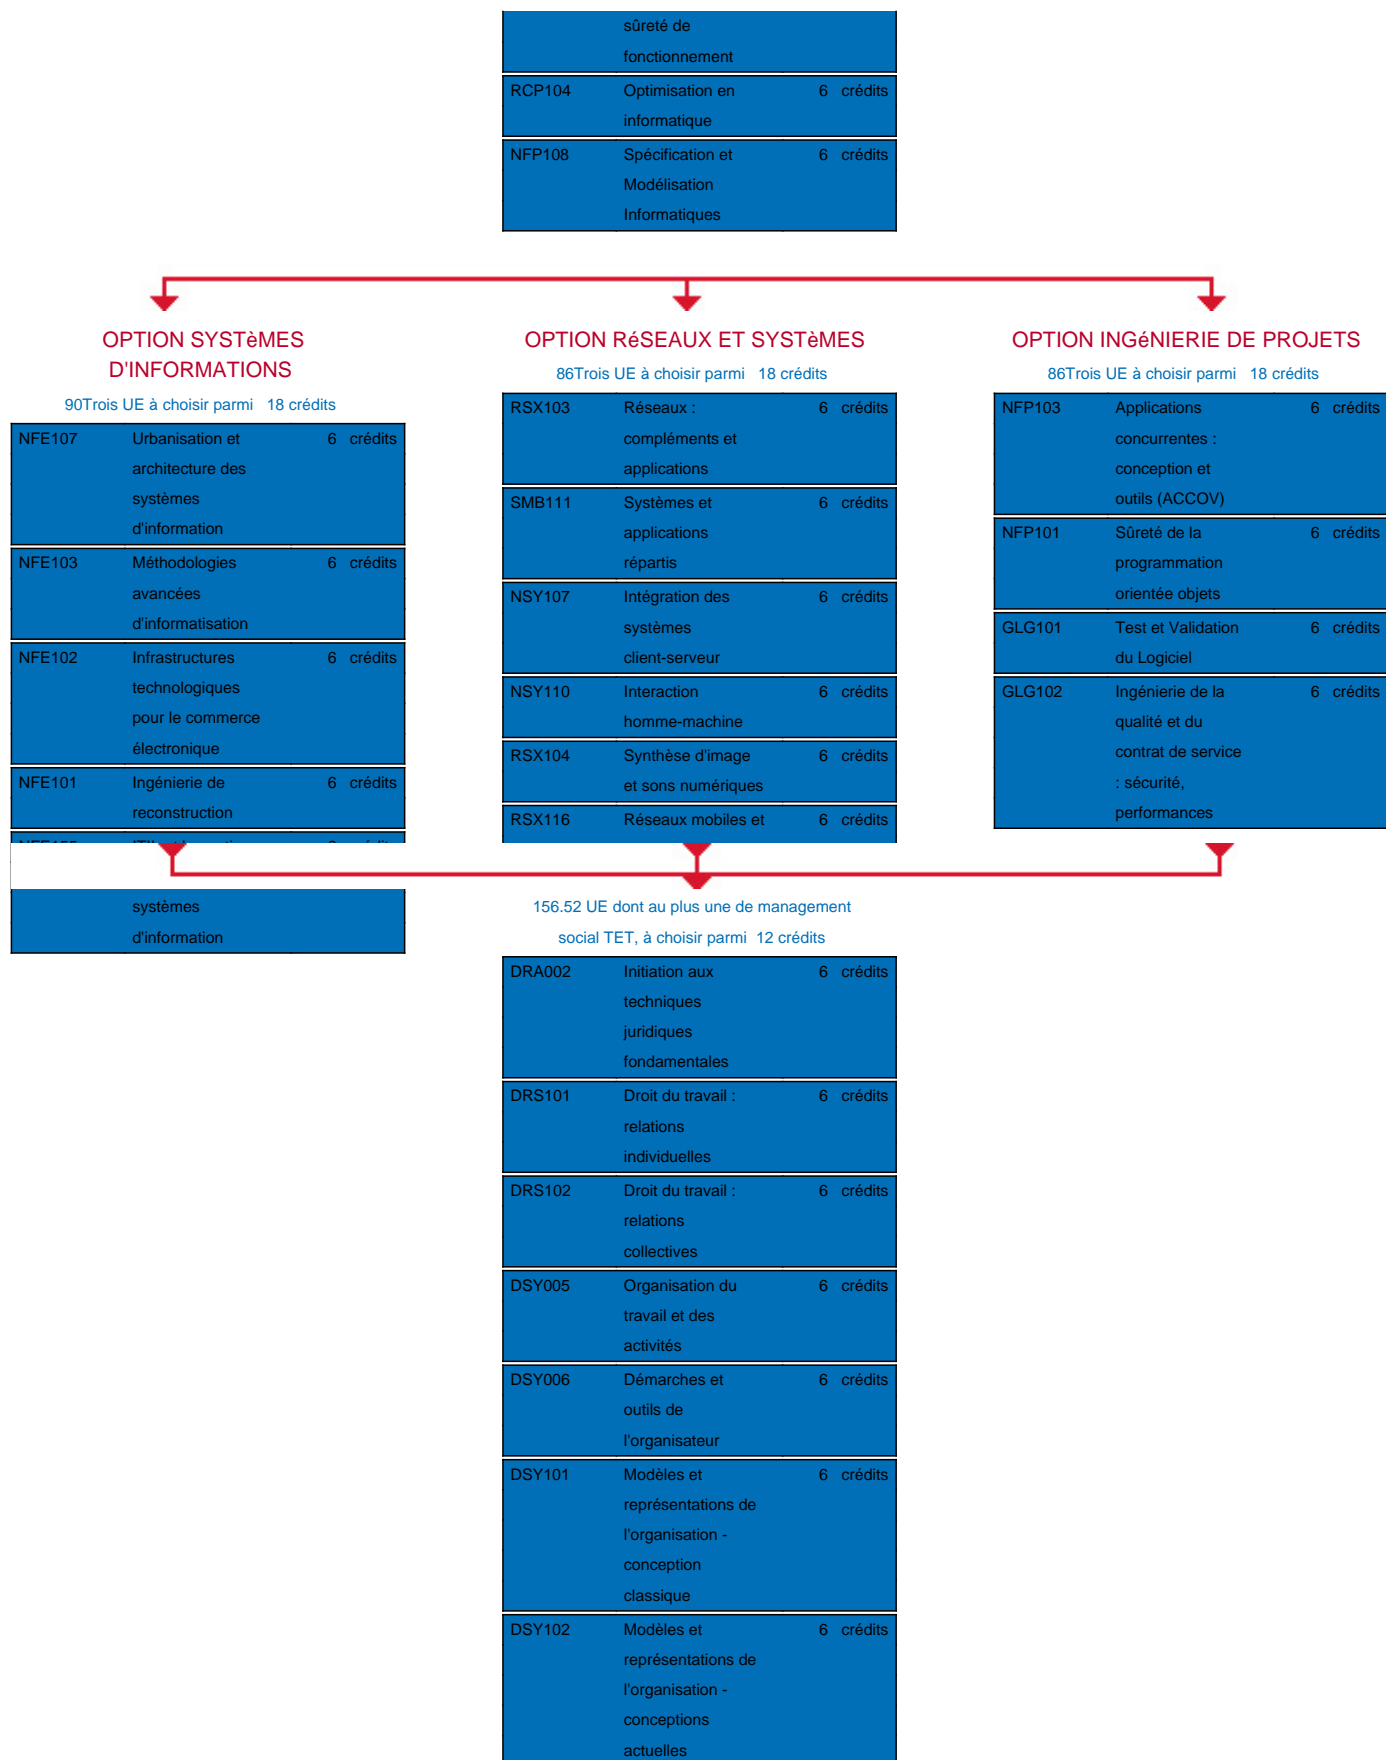 sûreté de
fonctionnement
RCP104 Optimisation en 6 crédits
informatique
NFP108 Spécification et 6 crédits
Modélisation
Informatiques
OPTION SYSTèMES
D'INFORMATIONS
90Trois UE à choisir parmi 18 crédits
NFE107 Urbanisation et 6 crédits
architecture des
systèmes
d'information
NFE103 Méthodologies 6 crédits
avancées
d'informatisation
NFE102 Infrastructures 6 crédits
technologiques
pour le commerce
électronique
NFE101 Ingénierie de 6 crédits
reconstruction
systèmes
d'information
OPTION RéSEAUX ET SYSTèMES
86Trois UE à choisir parmi 18 crédits
RSX103 Réseaux : 6 crédits
compléments et
applications
SMB111 Systèmes et 6 crédits
applications
répartis
NSY107 Intégration des 6 crédits
systèmes
client-serveur
NSY110 Interaction 6 crédits
homme-machine
RSX104 Synthèse d'image 6 crédits
et sons numériques
RSX116 Réseaux mobiles et 6 crédits
OPTION INGéNIERIE DE PROJETS
86Trois UE à choisir parmi 18 crédits
NFP103 Applications 6 crédits
concurrentes :
conception et
outils (ACCOV)
NFP101 Sûreté de la 6 crédits
programmation
orientée objets
GLG101 Test et Validation 6 crédits
du Logiciel
GLG102 Ingénierie de la 6 crédits
qualité et du
contrat de service
: sécurité,
performances
156.52 UE dont au plus une de management
social TET, à choisir parmi 12 crédits
DRA002 Initiation aux 6 crédits
techniques
juridiques
fondamentales
DRS101 Droit du travail : 6 crédits
relations
individuelles
DRS102 Droit du travail : 6 crédits
relations
collectives
DSY005 Organisation du 6 crédits
travail et des
activités
DSY006 Démarches et 6 crédits
outils de
l'organisateur
DSY101 Modèles et 6 crédits
représentations de
l'organisation -
conception
classique
DSY102 Modèles et 6 crédits
représentations de
l'organisation -
conceptions
actuelles